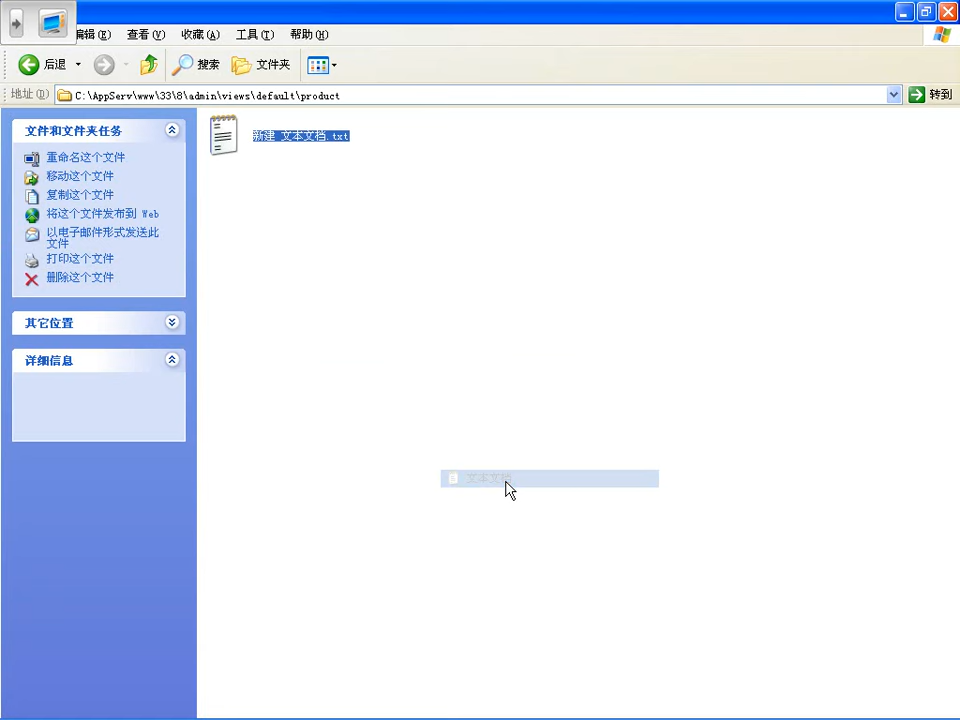 编辑(E) 查看(V) 收藏(A) 工具(T) 帮助(H)
后退 搜索 文件夹
地址(D) C:\AppServ\www\33\8\admin\views\default\product 转到
文件和文件夹任务
重命名这个文件
移动这个文件
复制这个文件
将这个文件发布到 Web
以电子邮件形式发送此
文件
打印这个文件
删除这个文件
其它位置
详细信息
新建 文本文档.txt
文本文档